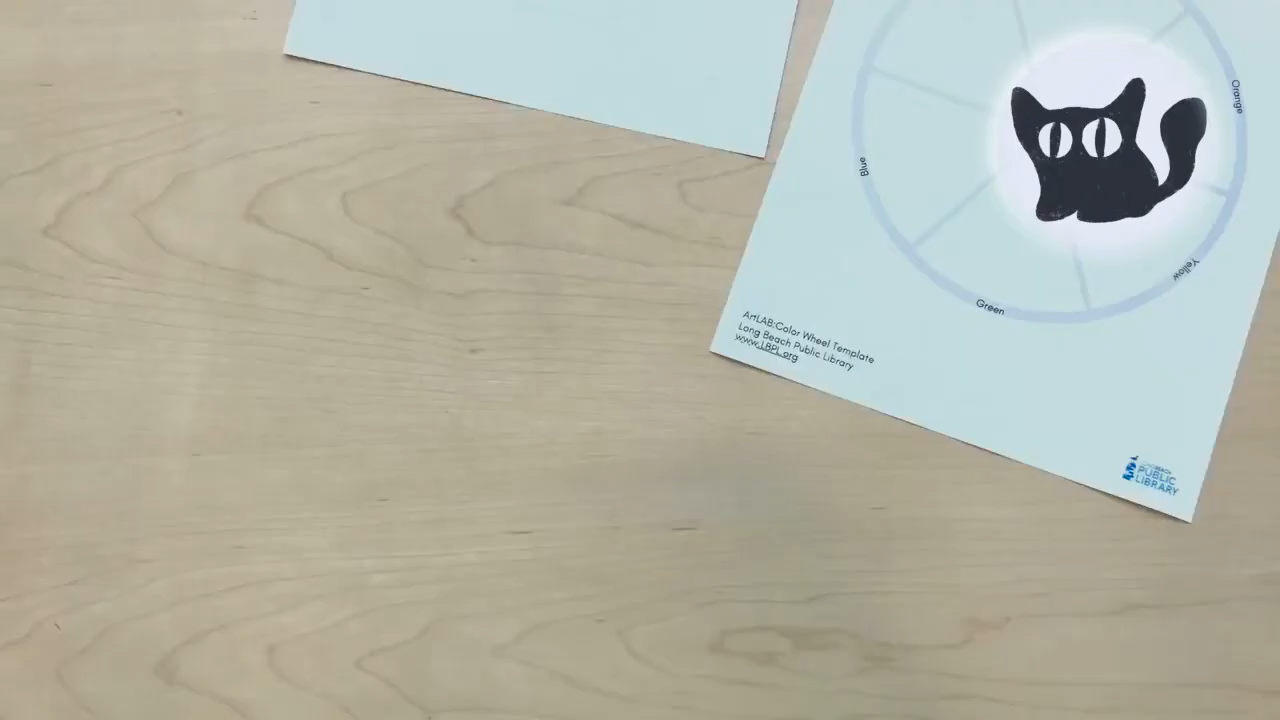 Orange
Blue
Yellow
Green
ArtLAB:Color Wheel Template
Long Beach Public Library
www.LBPL.org
PUBLIC
LIBRARY